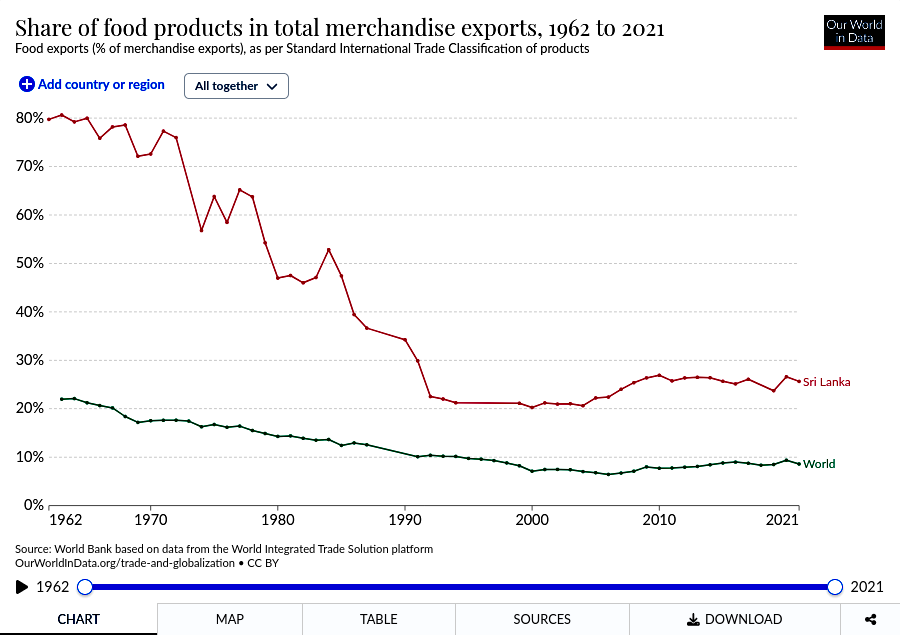 Share of food products in total merchandise exports, 1962 to 2021
Food exports (% of merchandise exports), as per Standard International Trade Classification of products
Our World
in Data
Add country or region
All together
80%
70%
60%
50%
40%
30%
20%
10%
0%
Sri Lanka
World
1962 1970 1980 1990 2000 2010 2021
Source: World Bank based on data from the World Integrated Trade Solution platform
OurWorldInData.org/trade-and-globalization • CC BY
1962 2021
CHART MAP TABLE SOURCES DOWNLOAD